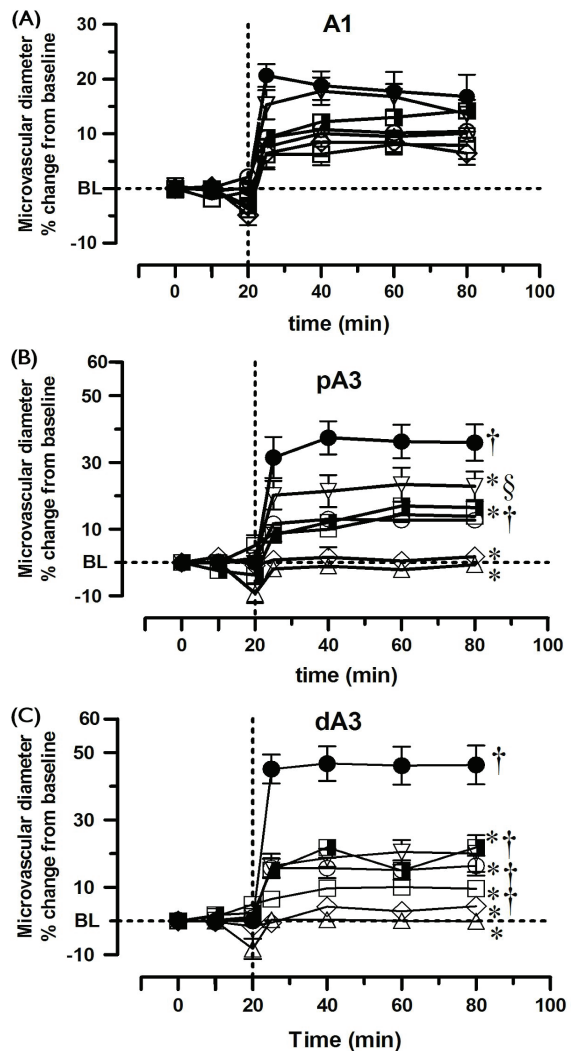 (A)
A1
Microvascular diameter
% change from baseline
30
20
10
BL
-10
0 20 40 60 80 100
time (min)
(B)
pA3
Microvascular diameter
% change from baseline
60
50
30
10
BL
-10
†
*§
*†
*
*
0 20 40 60 80 100
time (min)
(C)
dA3
Microvascular diameter
% change from baseline
60
50
30
10
BL
-10
†
*†
*‡
*‡
*
*
0 20 40 60 80 100
Time (min)